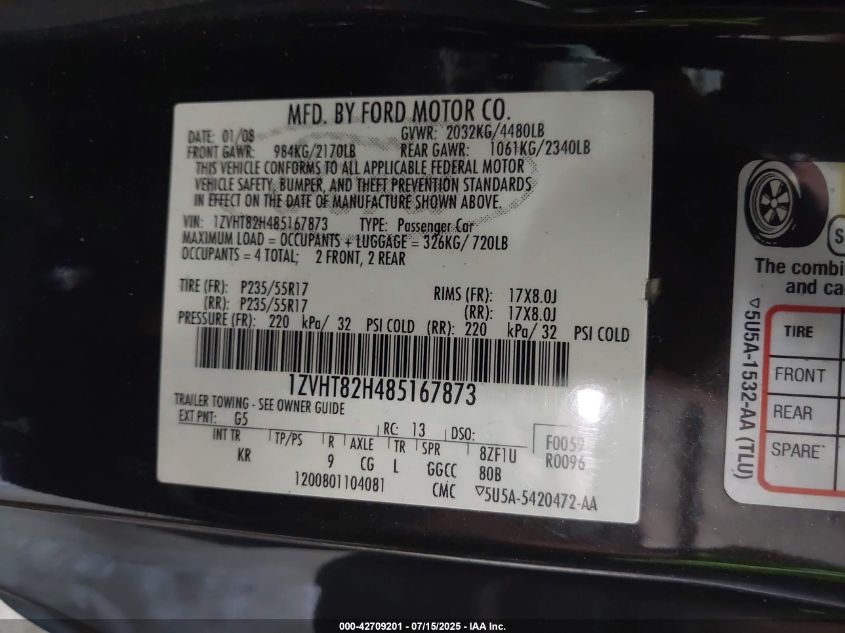 MFD. BY FORD MOTOR CO.
DATE: 01/08 GVWR: 2032KG/4480LB
FRONT GAWR: 984KG/2170LB REAR GAWR: 1061KG/2340LB
THIS VEHICLE CONFORMS TO ALL APPLICABLE FEDERAL MOTOR
VEHICLE SAFETY, BUMPER, AND THEFT PREVENTION STANDARDS
IN EFFECT ON THE DATE OF MANUFACTURE SHOWN ABOVE.
VIN: 1ZVHT82H485167873 TYPE: Passenger Car
MAXIMUM LOAD = OCCUPANTS + LUGGAGE = 326KG/ 720LB
OCCUPANTS = 4 TOTAL; 2 FRONT, 2 REAR
TIRE (FR): P235/55R17 RIMS (FR): 17X8.0J
(RR): P235/55R17 (RR): 17X8.0J
PRESSURE (FR): 220 kPa/ 32 PSI COLD (RR): 220 kPa/ 32 PSI COLD
1ZVHT82H485167873
TRAILER TOWING - SEE OWNER GUIDE
EXT PNT: G5 RC: 13 DSO: F0059
INT TR TP/PS R AXLE TR SPR 8ZF1U R0096
KR 9 CG L GGCC 80B
1200801104081 CMC ▽5U5A-5420472-AA
▽5U5A-1532-AA (TLU)
S
The combin
and ca
TIRE
FRONT
REAR
SPARE
000-42709201 - 07/15/2025 - IAA Inc.